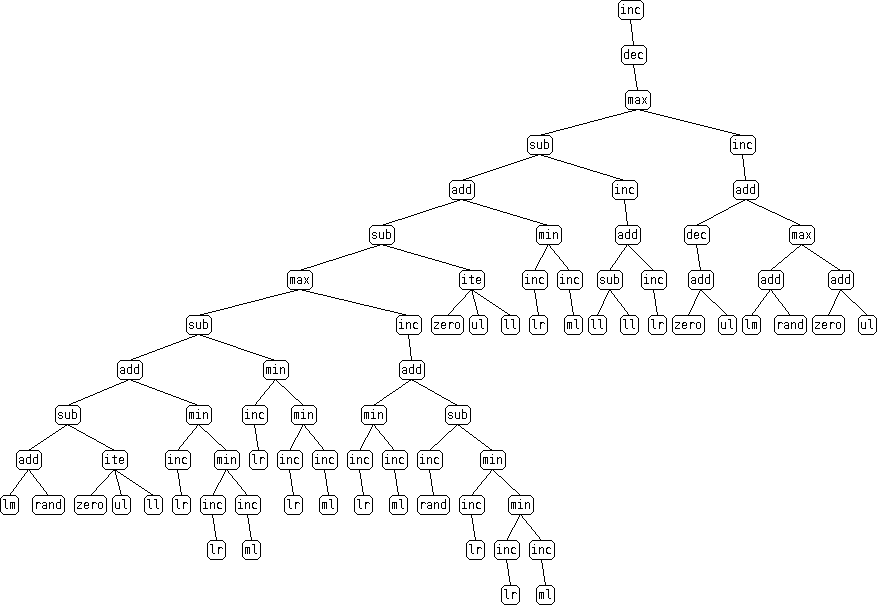 inc
dec
max
sub inc
add inc add
sub min add dec max
max ite inc inc sub inc add add add
sub inc zero ul ll lr ml ll ll lr zero ul lm rand zero ul
add min add
sub min inc min min sub
add ite inc min lr inc inc inc inc inc min
lm rand zero ul ll lr inc inc lr ml lr ml rand inc min
lr ml lr inc inc
lr ml